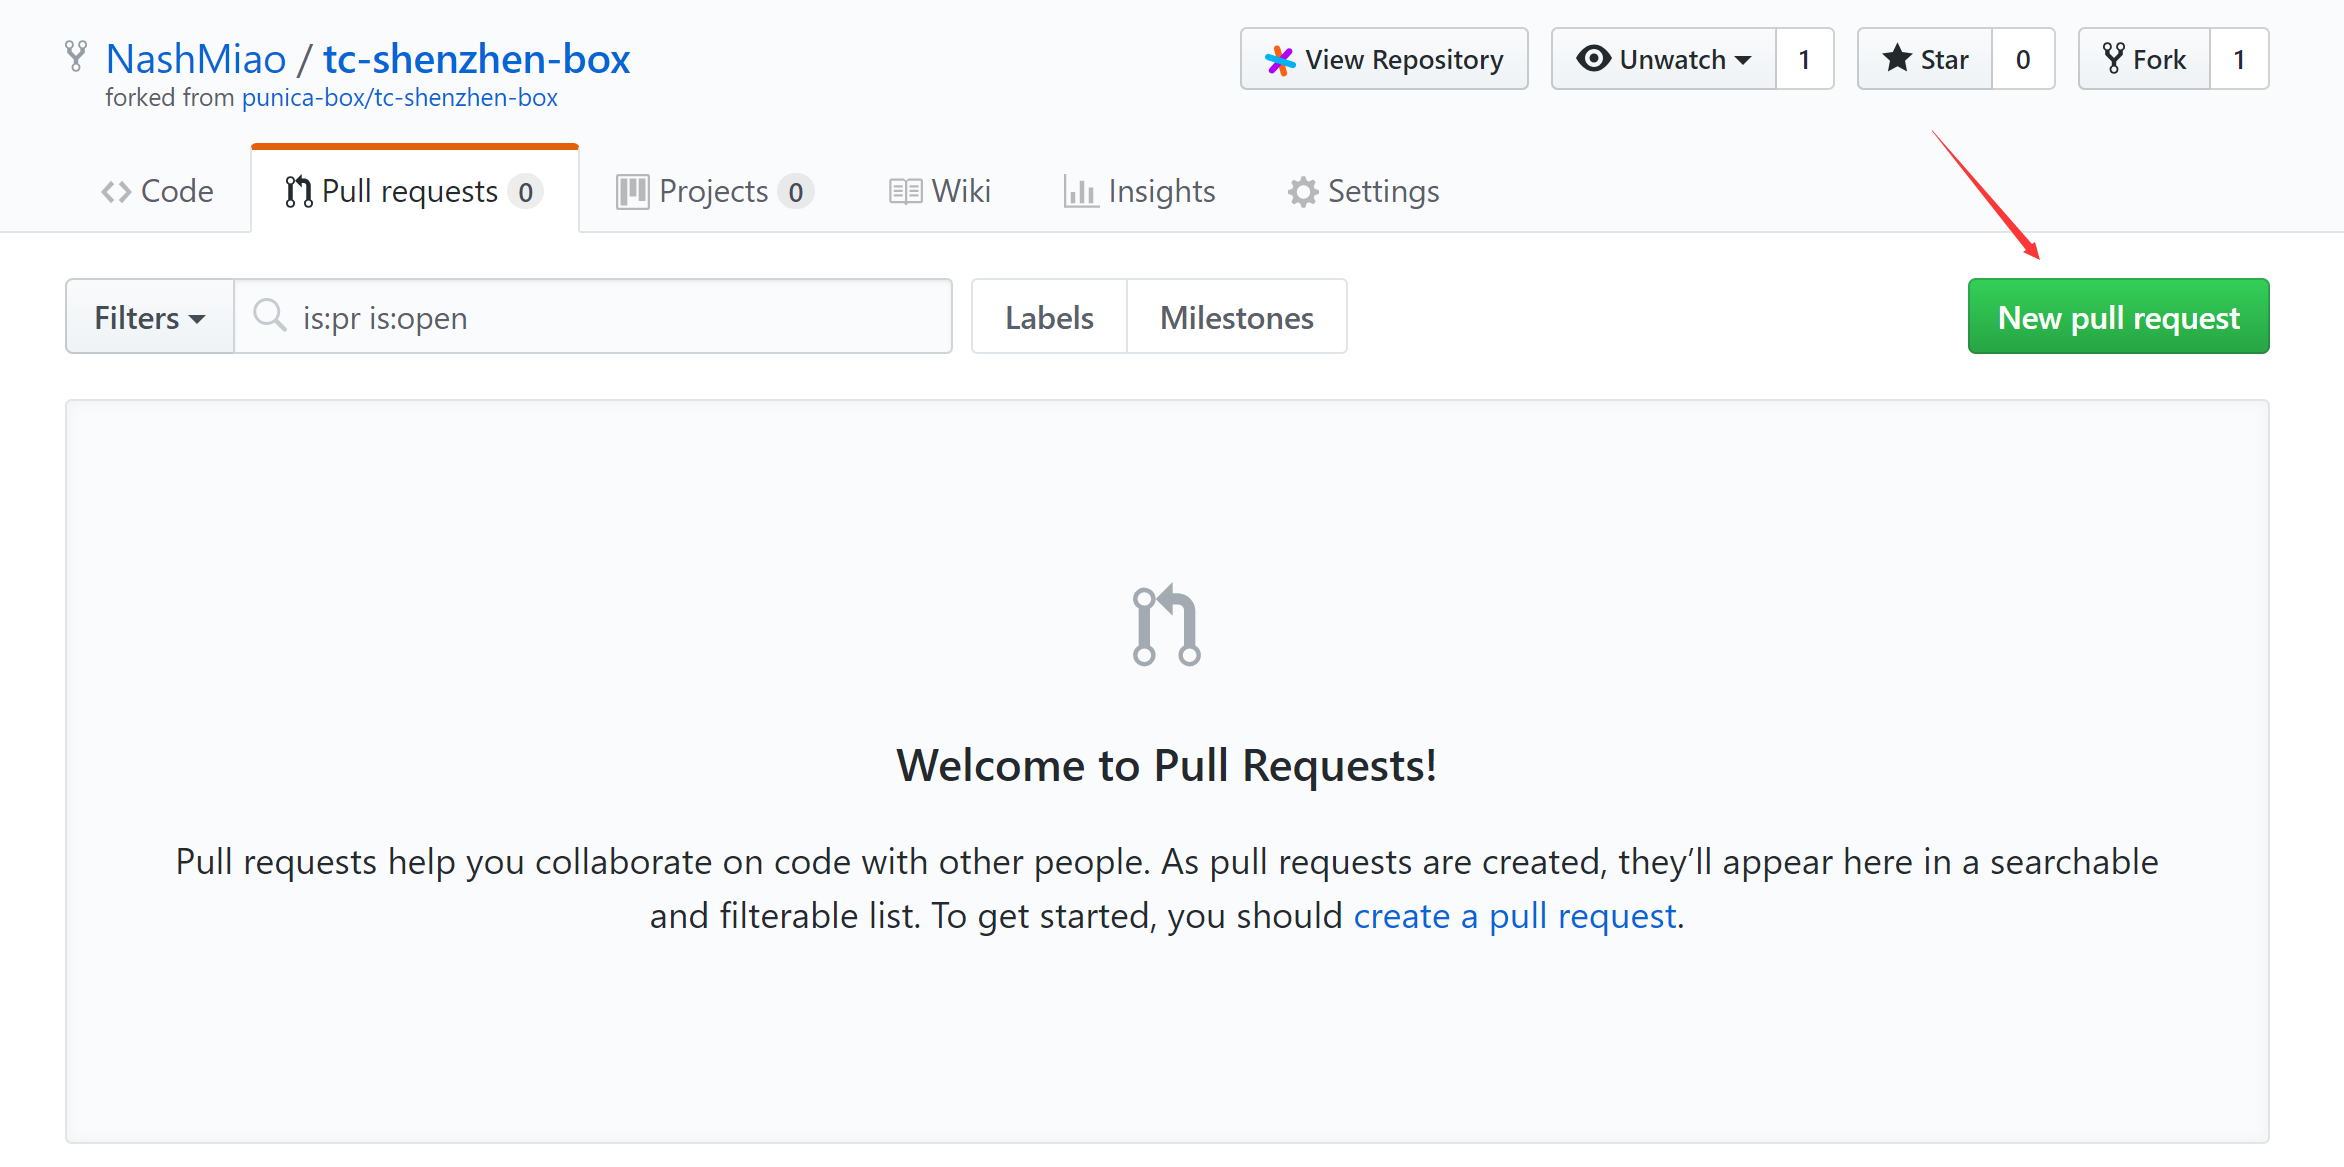 NashMiao / tc-shenzhen-box
forked from punica-box/tc-shenzhen-box
View Repository
Unwatch 1
Star 0
Fork 1
Code
Pull requests 0
Projects 0
Wiki
Insights
Settings
Filters
is:pr is:open
Labels
Milestones
New pull request
Welcome to Pull Requests!
Pull requests help you collaborate on code with other people. As pull requests are created, they’ll appear here in a searchable
and filterable list. To get started, you should create a pull request.